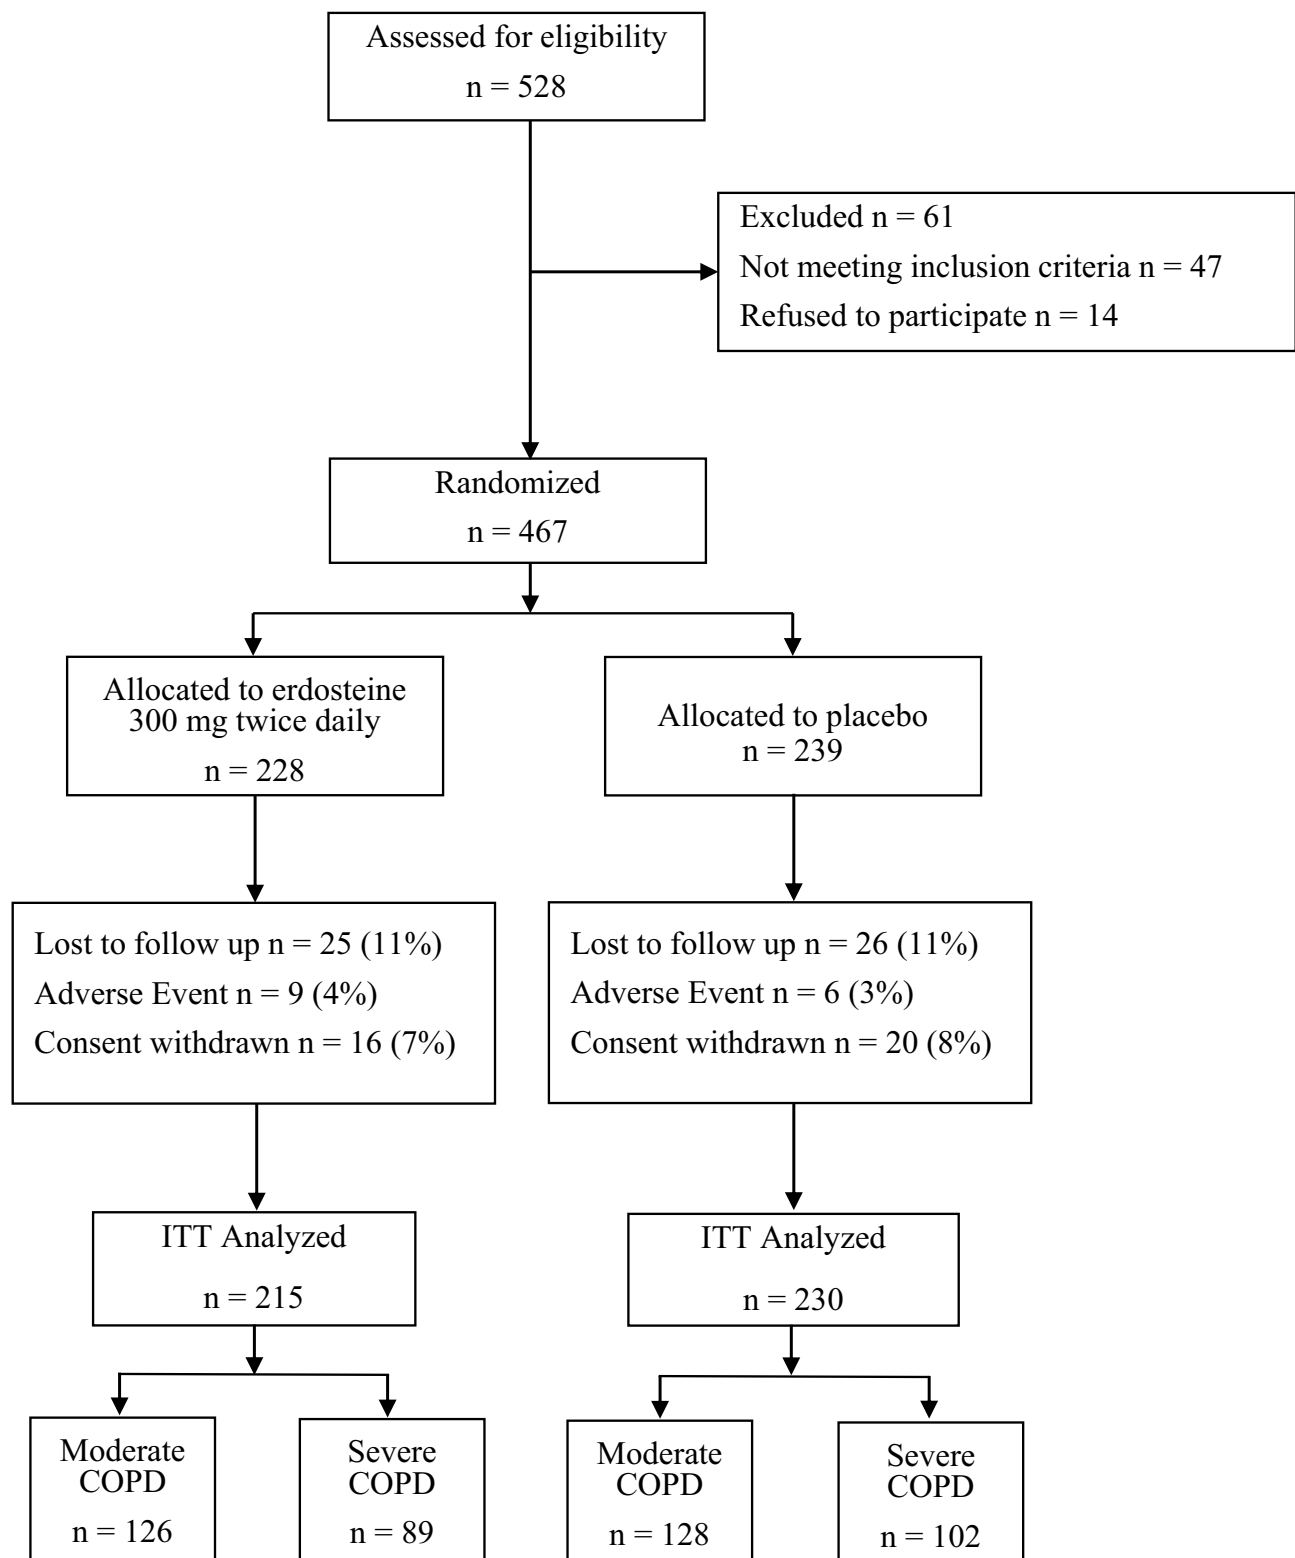 Assessed for eligibility
n = 528
Excluded n = 61
Not meeting inclusion criteria n = 47
Refused to participate n = 14
Randomized
n = 467
Allocated to erdosteine
300 mg twice daily
n = 228
Allocated to placebo
n = 239
Lost to follow up n = 25 (11%)
Adverse Event n = 9 (4%)
Consent withdrawn n = 16 (7%)
Lost to follow up n = 26 (11%)
Adverse Event n = 6 (3%)
Consent withdrawn n = 20 (8%)
ITT Analyzed
n = 215
ITT Analyzed
n = 230
Moderate
COPD
n = 126
Severe
COPD
n = 89
Moderate
COPD
n = 128
Severe
COPD
n = 102